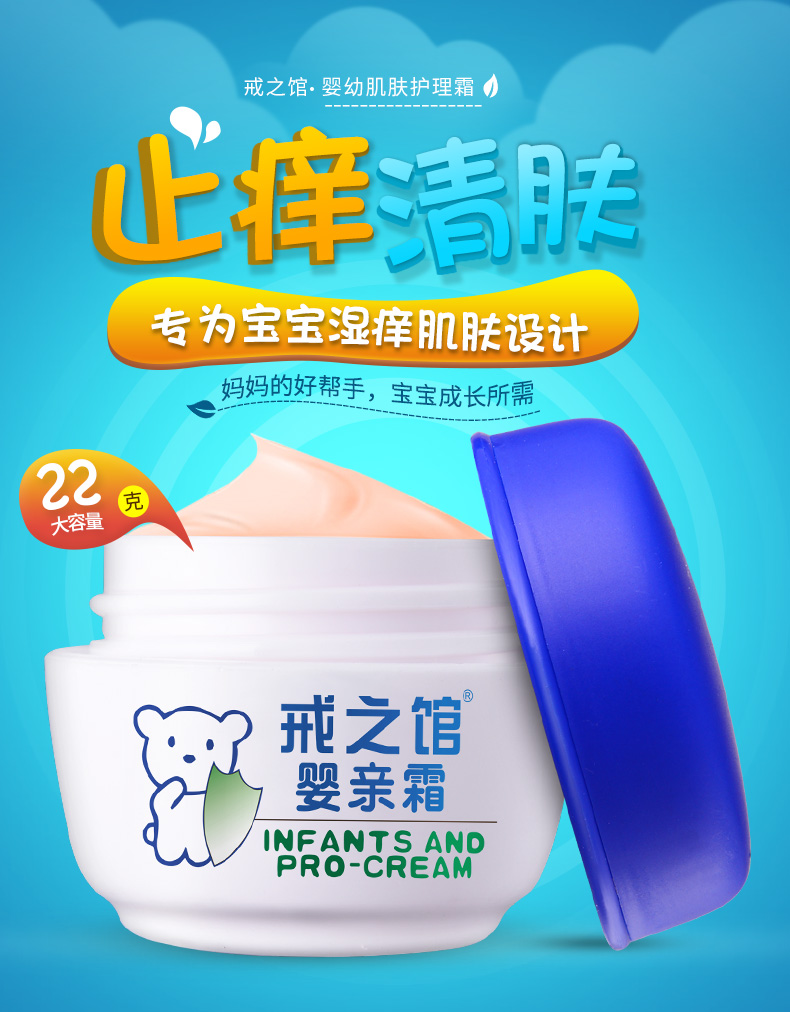 戒之馆·婴幼肌肤护理霜
止痒清肤
专为宝宝湿痒肌肤设计
妈妈的好帮手，宝宝成长所需
22克
大容量
戒之馆®
婴亲霜
INFANTS AND
PRO-CREAM